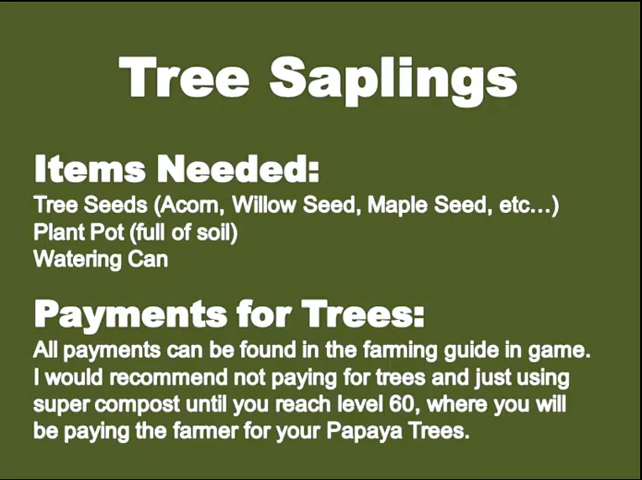 Tree Saplings
Items Needed:
Tree Seeds (Acorn, Willow Seed, Maple Seed, etc...)
Plant Pot (full of soil)
Watering Can
Payments for Trees:
All payments can be found in the farming guide in game.
I would recommend not paying for trees and just using
super compost until you reach level 60, where you will
be paying the farmer for your Papaya Trees.